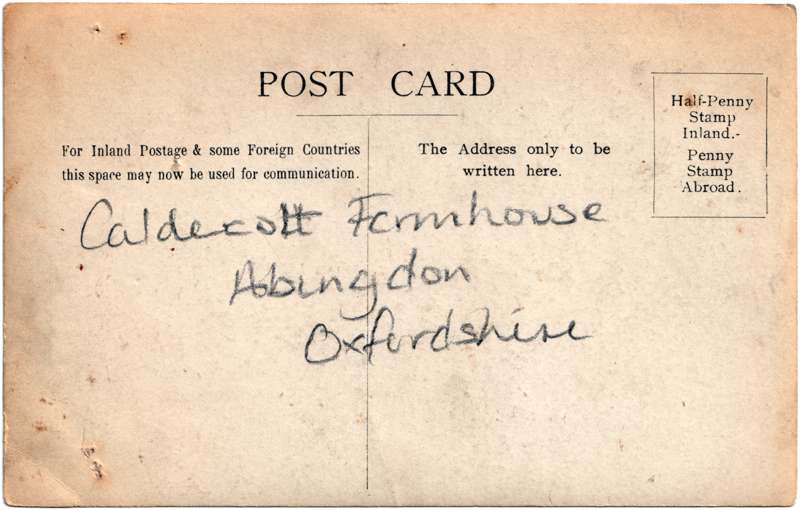 POST CARD
For Inland Postage & some Foreign Countries
this space may now be used for communication.
The Address only to be
written here.
Half-Penny
Stamp
Inland.-
Penny
Stamp
Abroad.
Caldecott Farmhouse
Abingdon
Oxfordshire